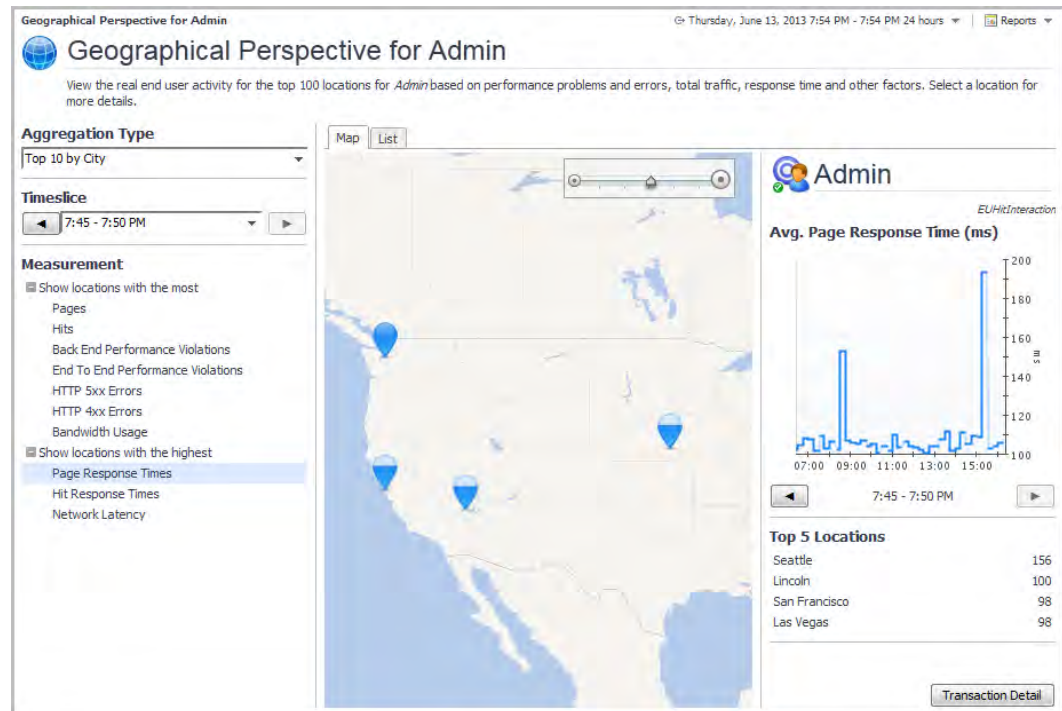 Geographical Perspective for Admin
Thursday, June 13, 2013 7:54 PM - 7:54 PM 24 hours
Reports
Geographical Perspective for Admin
View the real end user activity for the top 100 locations for Admin based on performance problems and errors, total traffic, response time and other factors. Select a location for
more details.
Aggregation Type
Top 10 by City
Timeslice
7:45 - 7:50 PM
Measurement
Show locations with the most
Pages
Hits
Back End Performance Violations
End To End Performance Violations
HTTP 5xx Errors
HTTP 4xx Errors
Bandwidth Usage
Show locations with the highest
Page Response Times
Hit Response Times
Network Latency
Map
List
Admin
EUHitInteraction
Avg. Page Response Time (ms)
200
180
160
ms
140
120
100
07:00 09:00 11:00 13:00 15:00
7:45 - 7:50 PM
Top 5 Locations
Seattle 156
Lincoln 100
San Francisco 98
Las Vegas 98
Transaction Detail